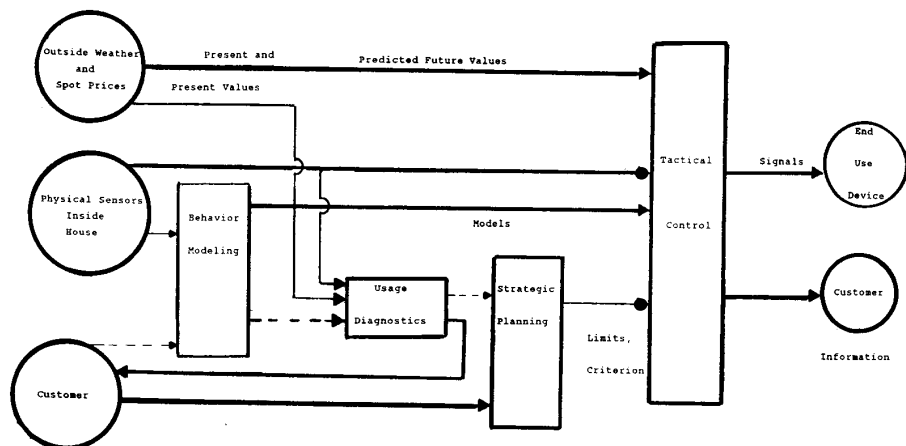 Outside Weather
and
Spot Prices
Present and
Predicted Future Values
Present Values
Physical Sensors
Inside
House
Behavior
Modeling
Models
Usage
Diagnostics
Strategic
Planning
Limits,
Criterion
Tactical
Control
Signals
End
Use
Device
Customer
Information
Customer